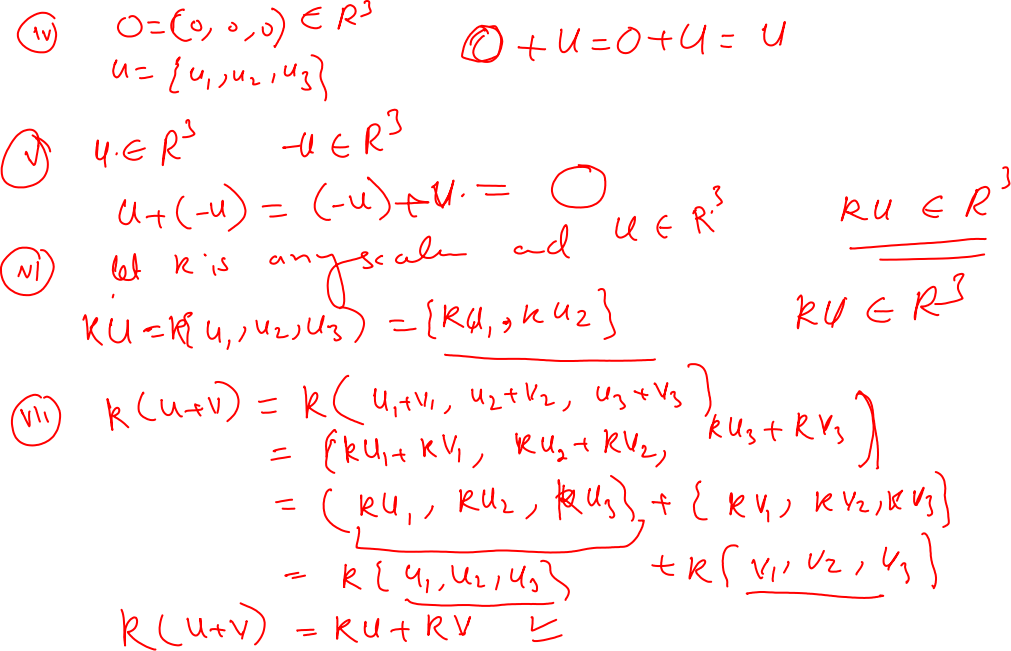 (iv) O=(0,0,0) ∈ R³ O+U=O+U= U
u= {u₁,u₂,u₃}
(v) u.∈ R³ -u ∈ R³
u+(-u) = (-u)+u. = O
(vi) let k is any scalar and u ∈ R³ ku ∈ R³
ku = k{u₁,u₂,u₃) = {ku₁, ku₂} ku ∈ R³
(vii) k(u+v) = k(u₁+v₁, u₂+v₂, u₃+v₃)
= (ku₁+kv₁, ku₂+kv₂, ku₃+kv₃)
= (ku₁, ku₂, ku₃}+{kv₁, kv₂,kv₃}
= k{u₁,u₂,u₃} +k{v₁,v₂,v₃}
k(u+v) = ku+kv